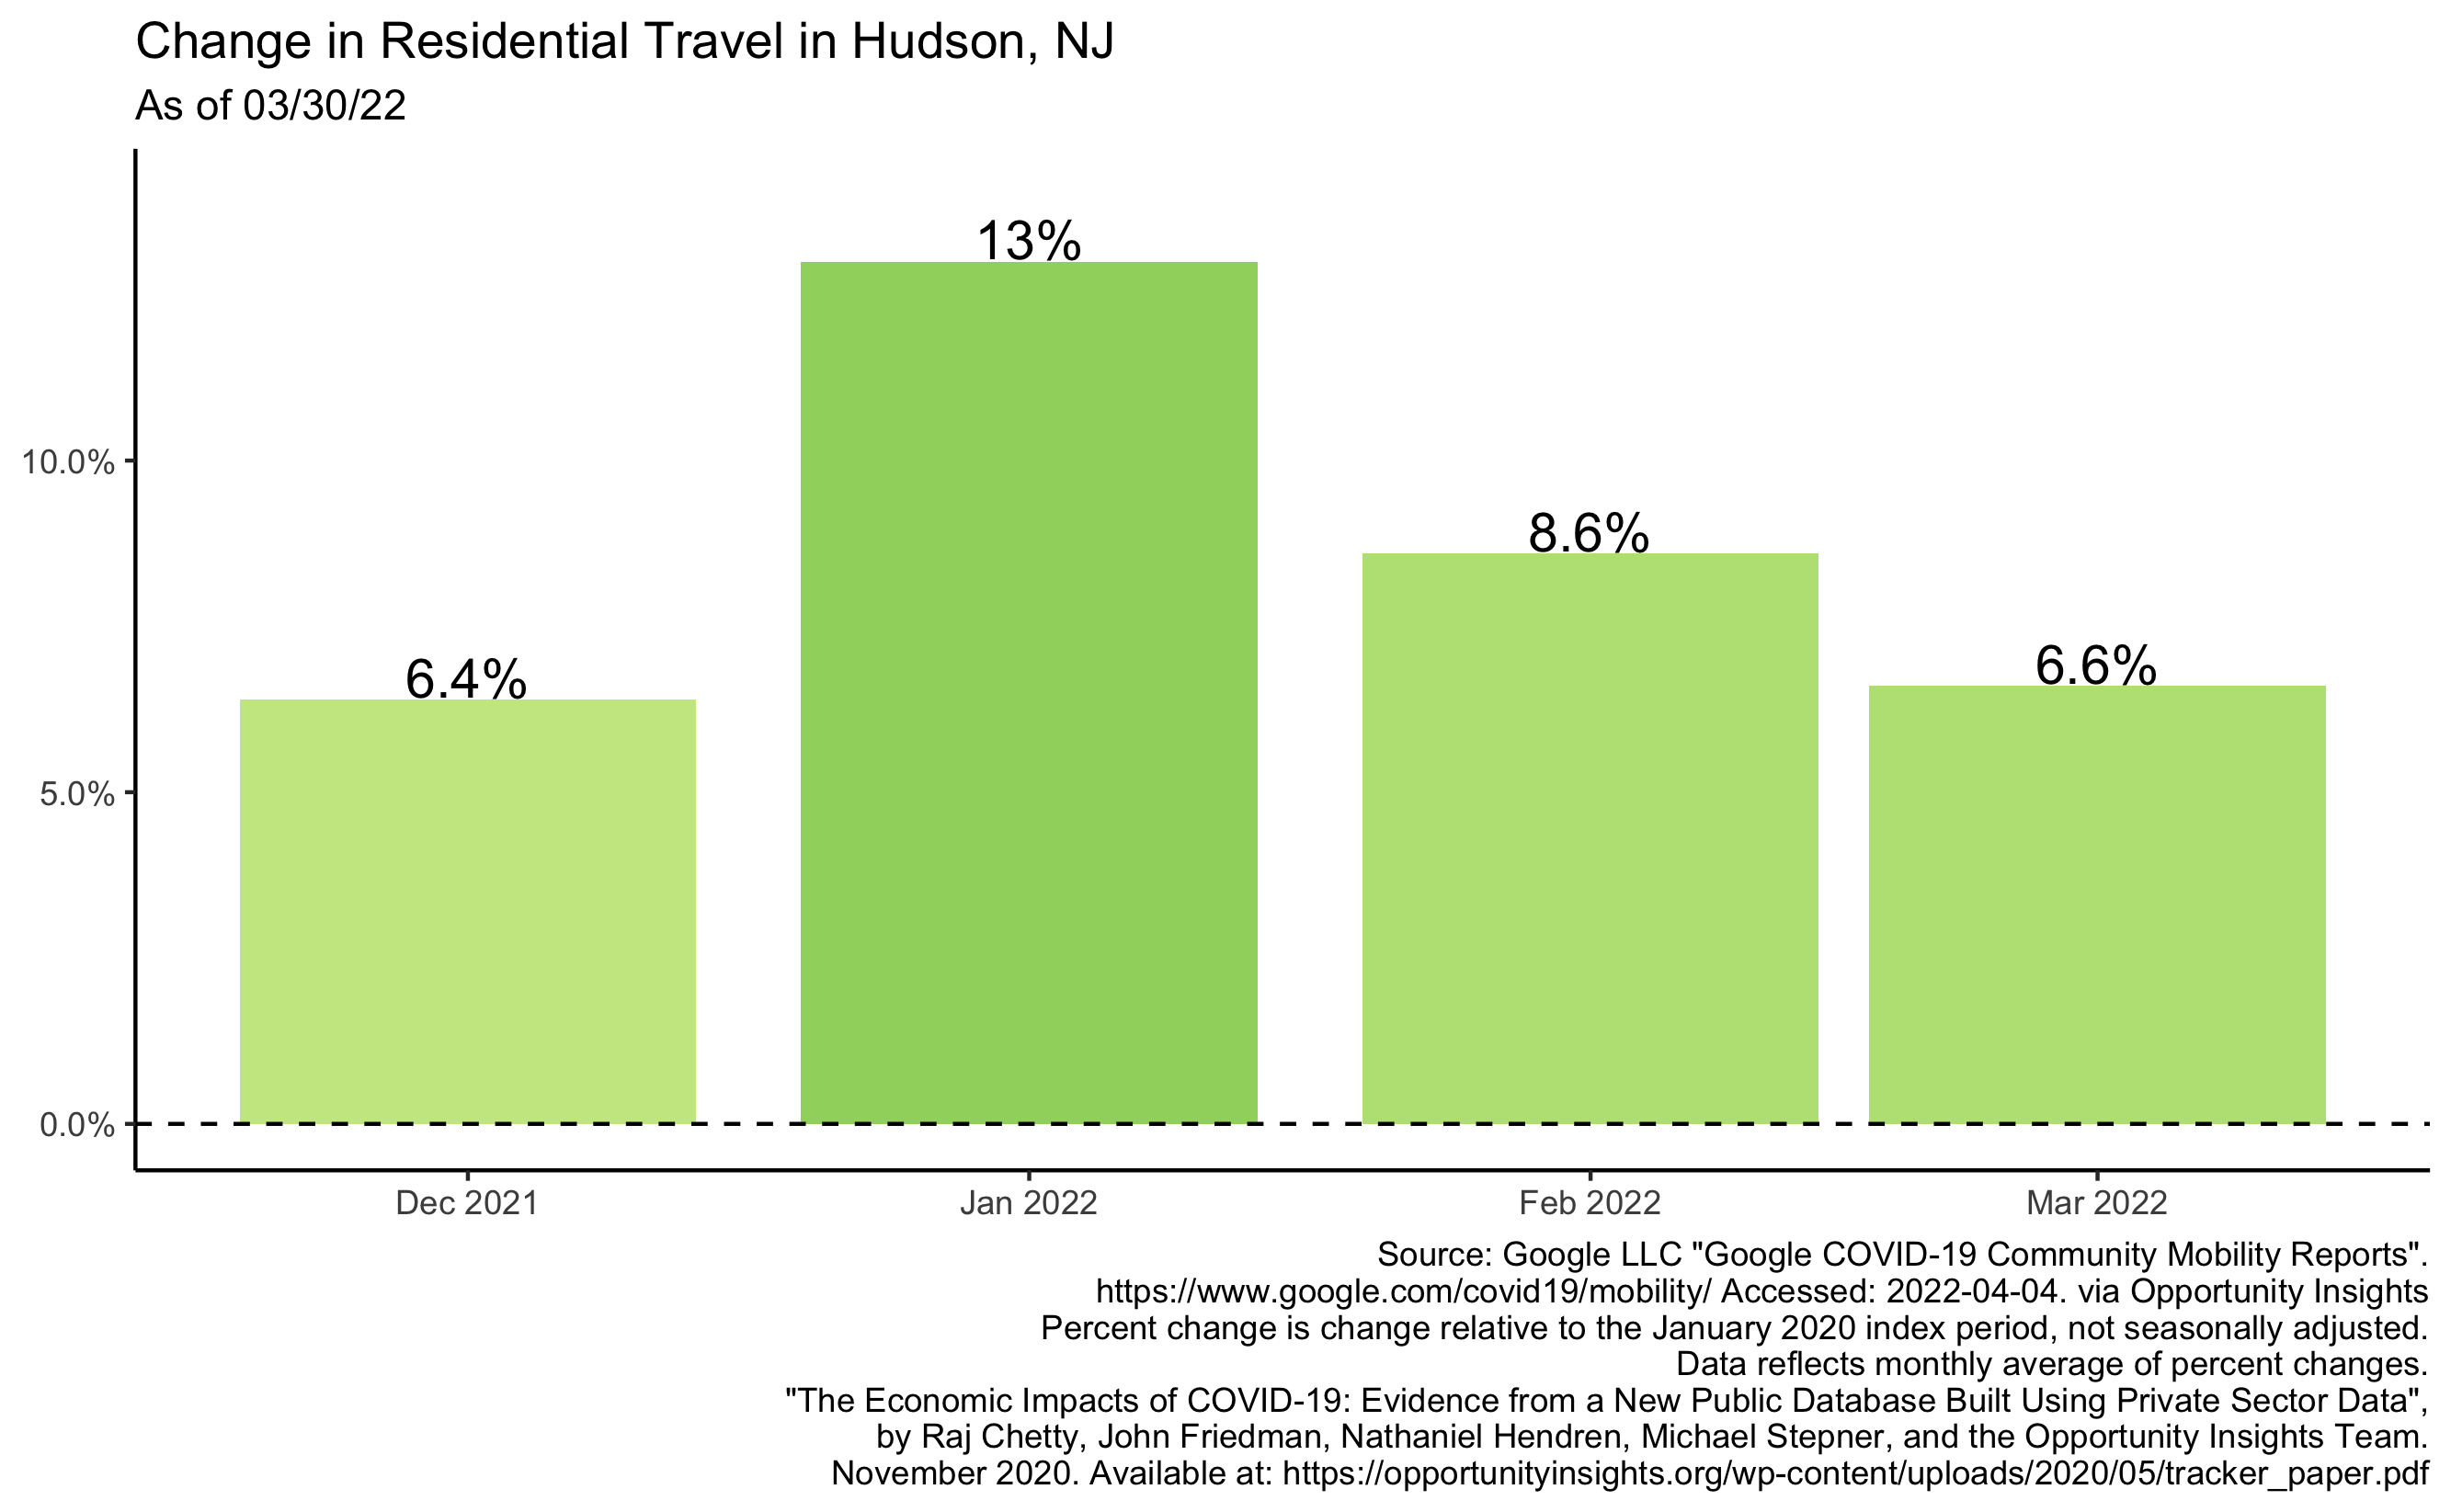 Change in Residential Travel in Hudson, NJ
As of 03/30/22
13%
10.0%
8.6%
6.4%
6.6%
5.0%
0.0%
Dec 2021
Jan 2022
Feb 2022
Mar 2022
Source: Google LLC "Google COVID-19 Community Mobility Reports".
https://www.google.com/covid19/mobility/ Accessed: 2022-04-04. via Opportunity Insights
Percent change is change relative to the January 2020 index period, not seasonally adjusted.
Data reflects monthly average of percent changes.
"The Economic Impacts of COVID-19: Evidence from a New Public Database Built Using Private Sector Data",
by Raj Chetty, John Friedman, Nathaniel Hendren, Michael Stepner, and the Opportunity Insights Team.
November 2020. Available at: https://opportunityinsights.org/wp-content/uploads/2020/05/tracker_paper.pdf